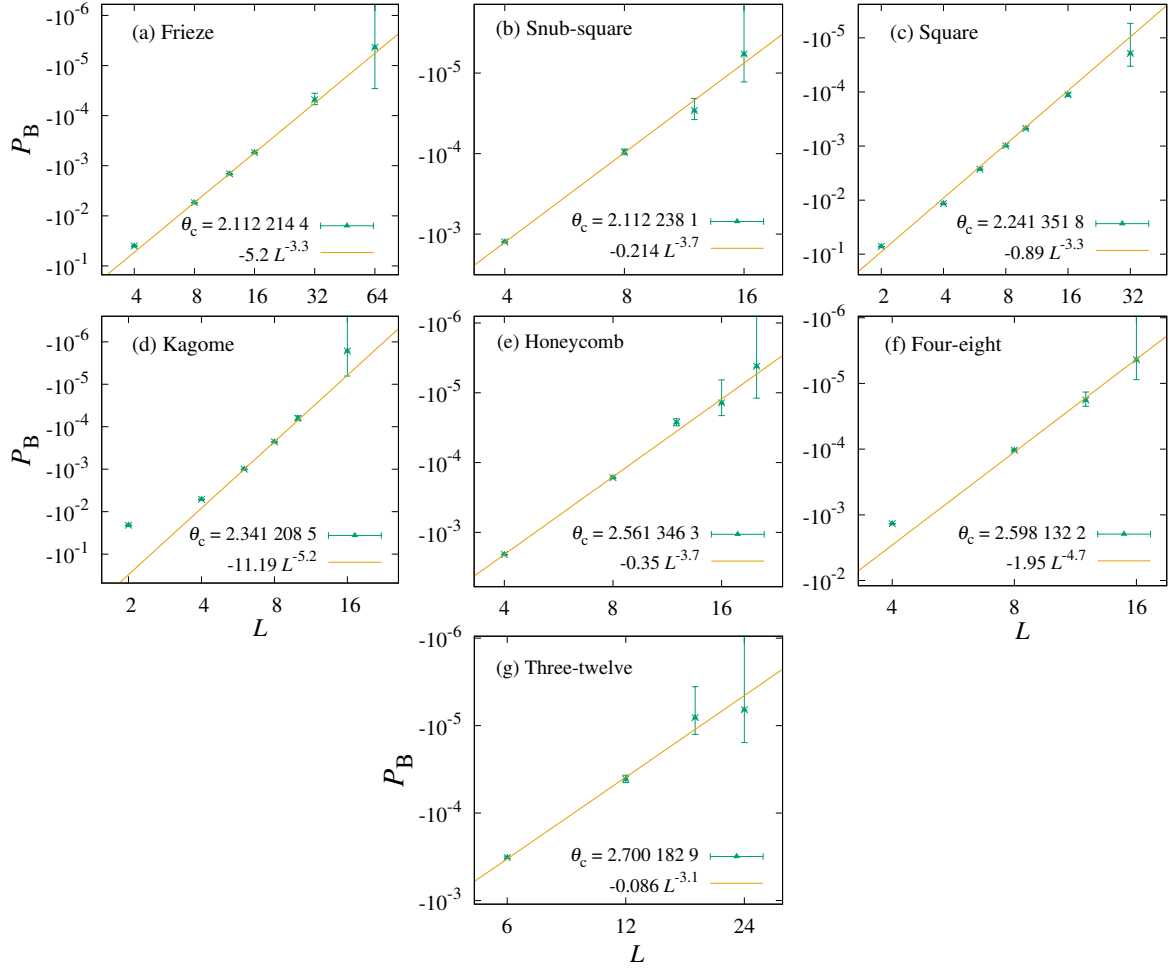 (a) Frieze
P_B
-10^-6
-10^-5
-10^-4
-10^-3
-10^-2
-10^-1
θ_c = 2.112 214 4
-5.2 L^-3.3
4 8 16 32 64
(b) Snub-square
-10^-5
-10^-4
-10^-3
θ_c = 2.112 238 1
-0.214 L^-3.7
4 8 16
(c) Square
-10^-5
-10^-4
-10^-3
-10^-2
-10^-1
θ_c = 2.241 351 8
-0.89 L^-3.3
2 4 8 16 32
(d) Kagome
P_B
-10^-6
-10^-5
-10^-4
-10^-3
-10^-2
-10^-1
θ_c = 2.341 208 5
-11.19 L^-5.2
2 4 8 16
L
(e) Honeycomb
-10^-6
-10^-5
-10^-4
-10^-3
θ_c = 2.561 346 3
-0.35 L^-3.7
4 8 16
(f) Four-eight
-10^-6
-10^-5
-10^-4
-10^-3
-10^-2
θ_c = 2.598 132 2
-1.95 L^-4.7
4 8 16
L
(g) Three-twelve
P_B
-10^-6
-10^-5
-10^-4
-10^-3
θ_c = 2.700 182 9
-0.086 L^-3.1
6 12 24
L